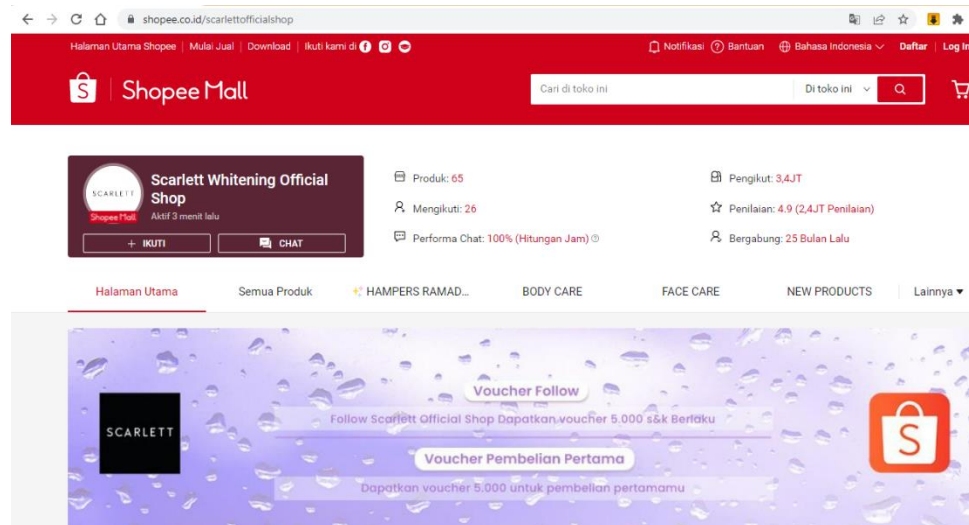 shopee.co.id/scarlettofficialshop
Halaman Utama Shopee | Mulai Jual | Download | Ikuti kami di
Notifikasi Bantuan Bahasa Indonesia Daftar | Log In
Shopee Mall
Cari di toko ini Di toko ini
SCARLETT
Shopee Mall
Scarlett Whitening Official
Shop
Aktif 3 menit lalu
+ IKUTI CHAT
Produk: 65
Mengikuti: 26
Performa Chat: 100% (Hitungan Jam)
Pengikut: 3,4JT
Penilaian: 4.9 (2,4JT Penilaian)
Bergabung: 25 Bulan Lalu
Halaman Utama Semua Produk HAMPERS RAMAD... BODY CARE FACE CARE NEW PRODUCTS Lainnya
SCARLETT
Voucher Follow
Follow Scarlett Official Shop Dapatkan voucher 5.000 s&k Berlaku
Voucher Pembelian Pertama
Dapatkan voucher 5.000 untuk pembelian pertamamu